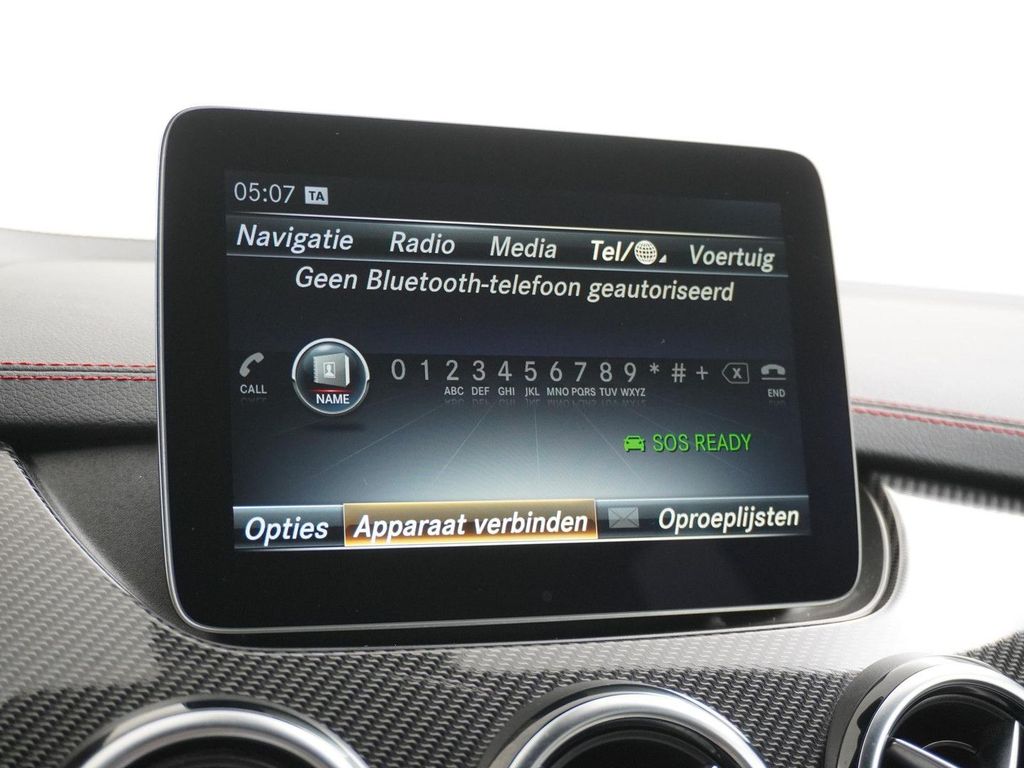 05:07 TA
Navigatie Radio Media Tel/ Voertuig
Geen Bluetooth-telefoon geautoriseerd
CALL NAME 0 1 2 3 4 5 6 7 8 9 * # + X END
ABC DEF GHI JKL MNO PQRS TUV WXYZ
SOS READY
Opties Apparaat verbinden Oproeplijsten